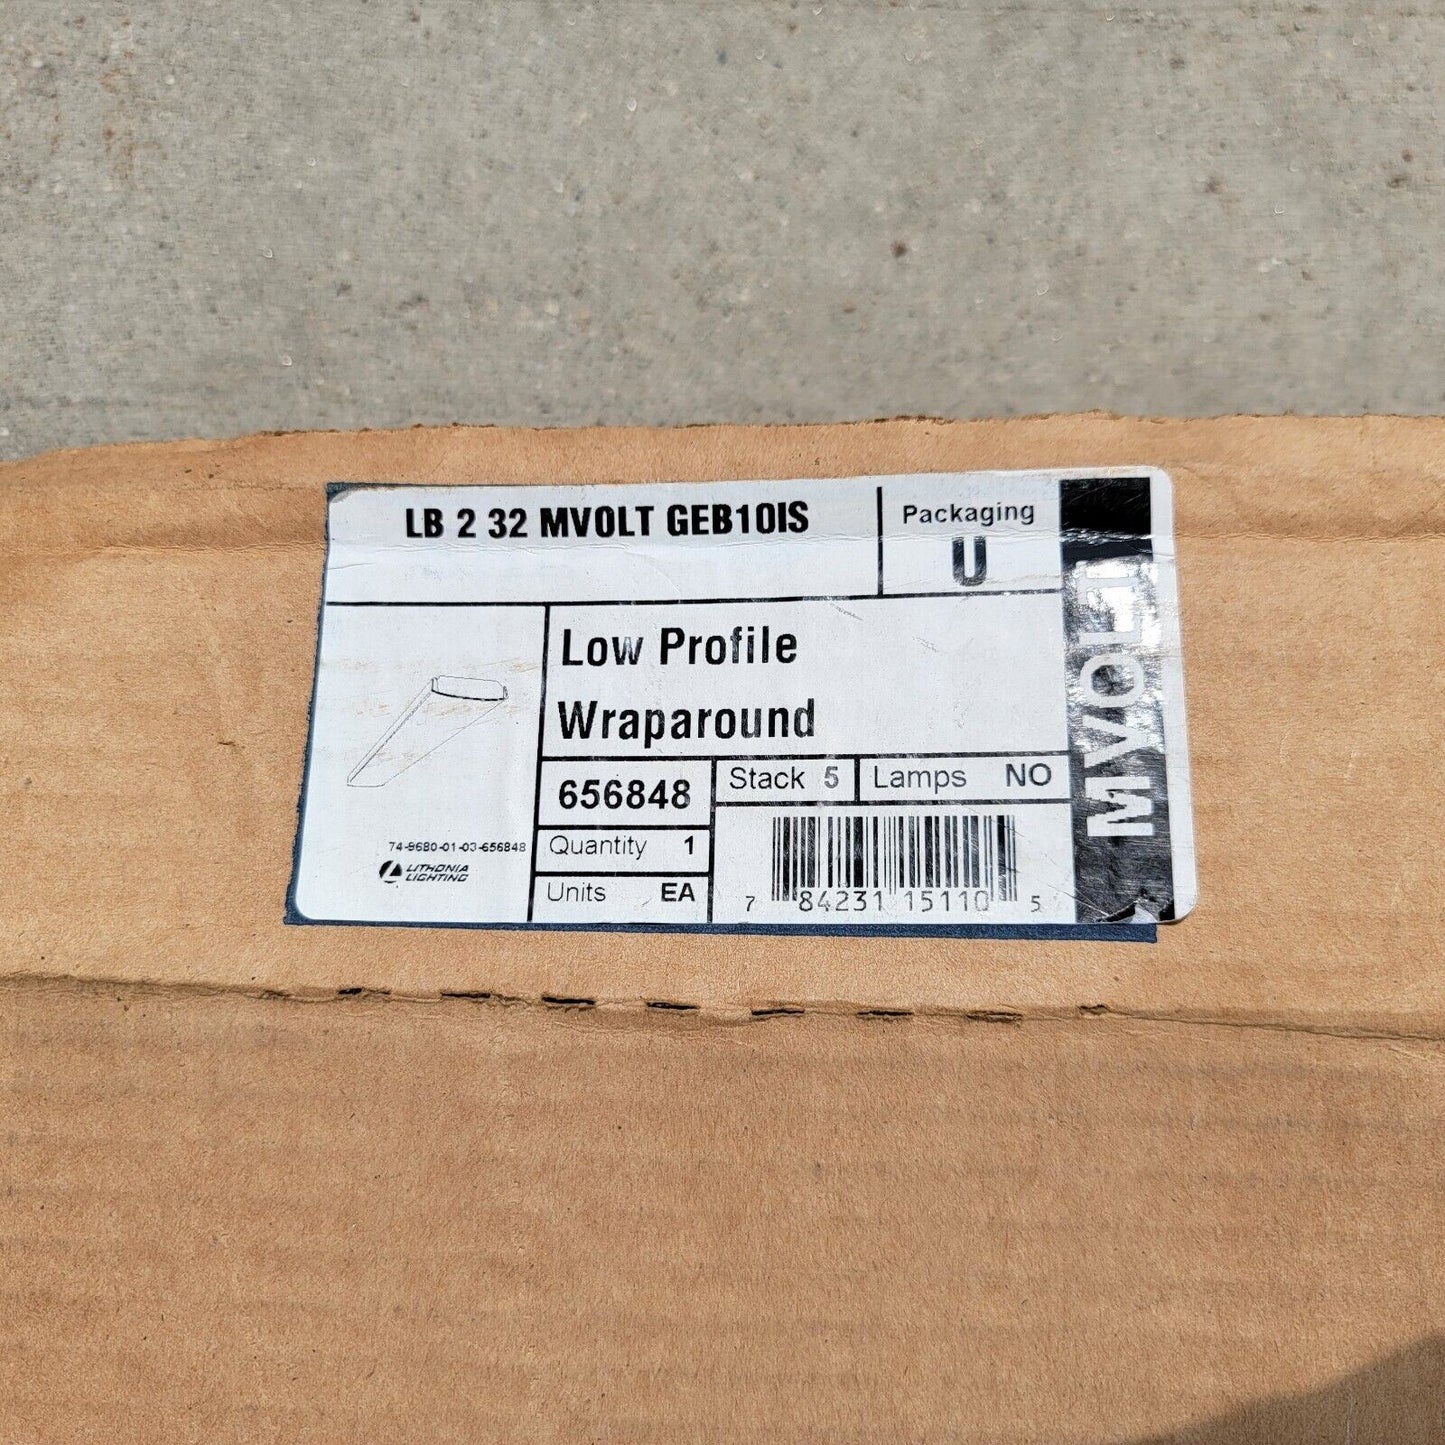 LB 2 32 MVOLT GEB10IS
Packaging
U
Low Profile
Wraparound
656848
Stack 5
Lamps NO
Quantity 1
Units EA
74-9680-01-03-656848
LITHONIA
LIGHTING
7 84231 15110 5
MVOLT